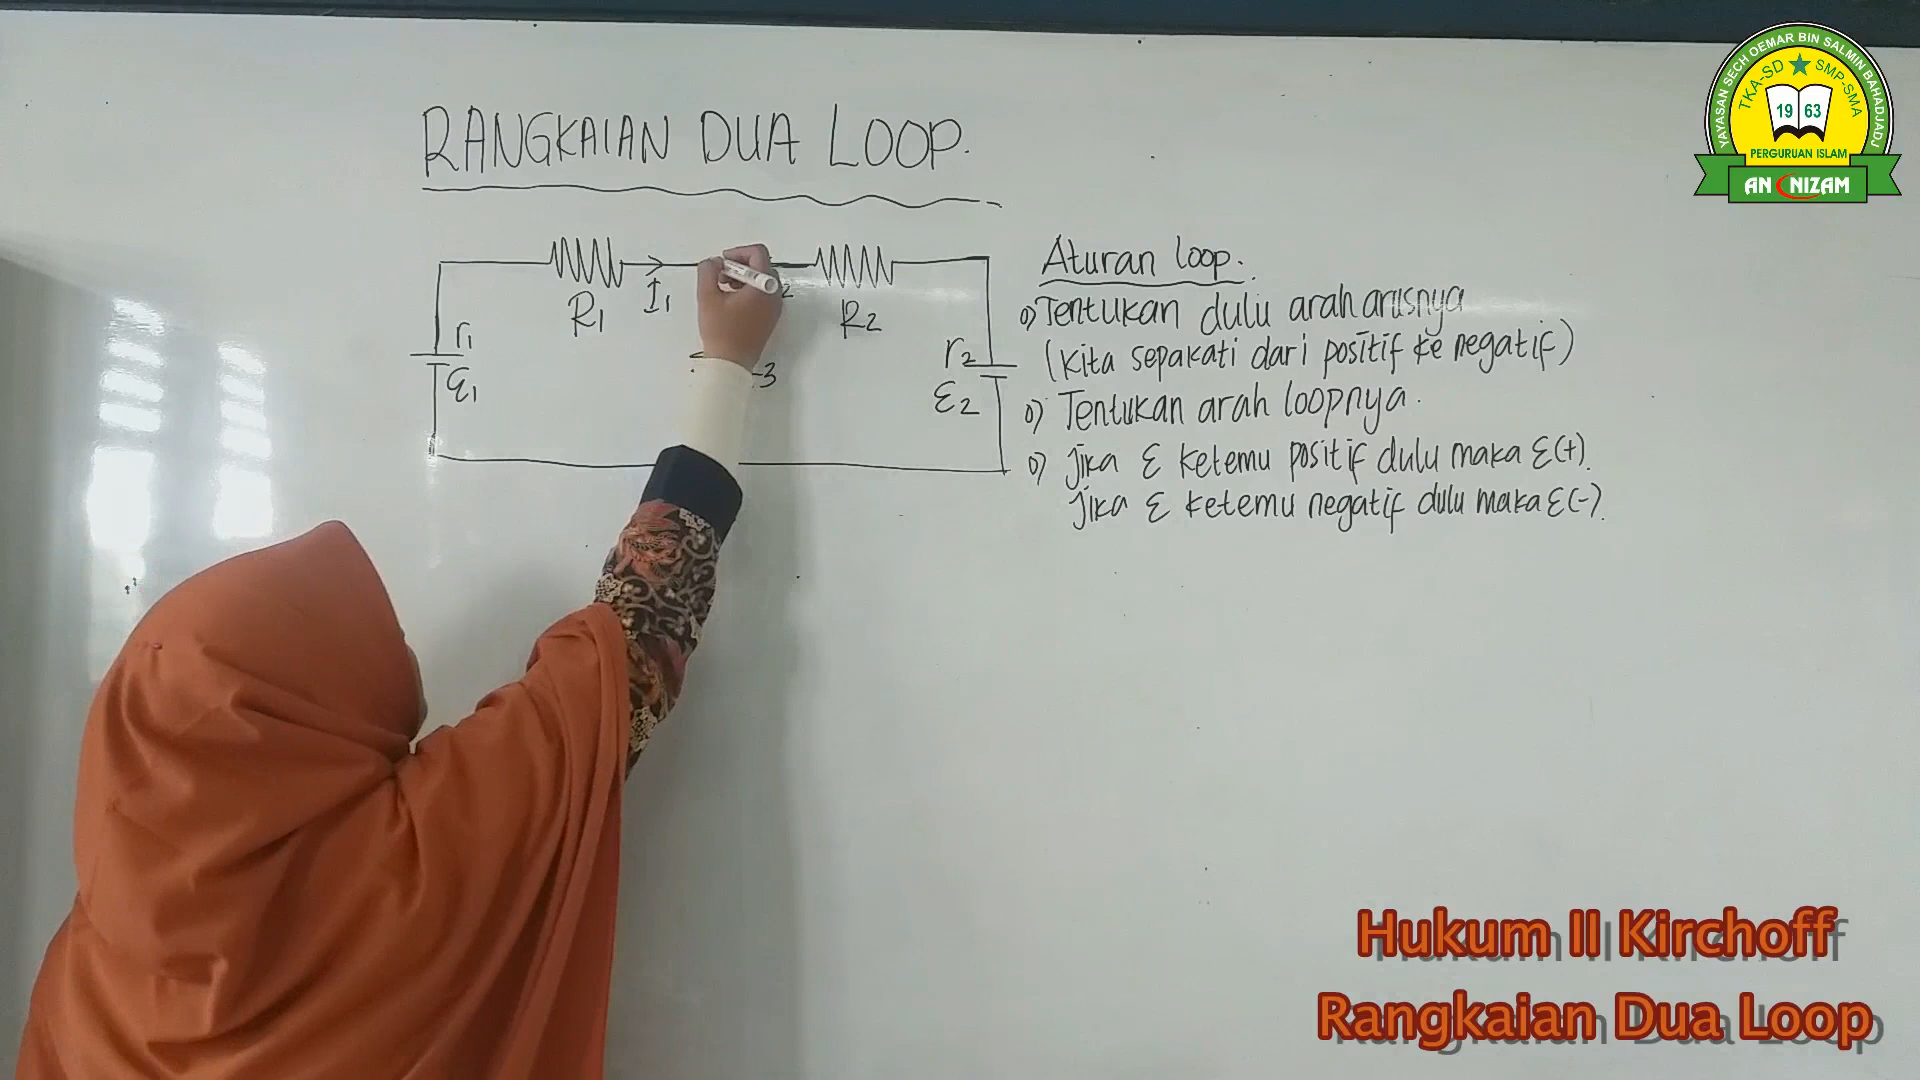 YAYASAN SECH OEMAR BIN SALMIN BAHADJADJ
TKA-SD SMP-SMA
19 63
PERGURUAN ISLAM
AN NIZAM
RANGKAIAN DUA LOOP.
R1
I1
R2
r1
ε1
r2
ε2
Aturan loop.
o) Tentukan dulu arah arusnya
(Kita sepakati dari positif ke negatif)
o) Tentukan arah loopnya.
o) jika ε ketemu positif dulu maka ε(+).
jika ε ketemu negatif dulu maka ε(-).
Hukum II Kirchoff
Rangkaian Dua Loop